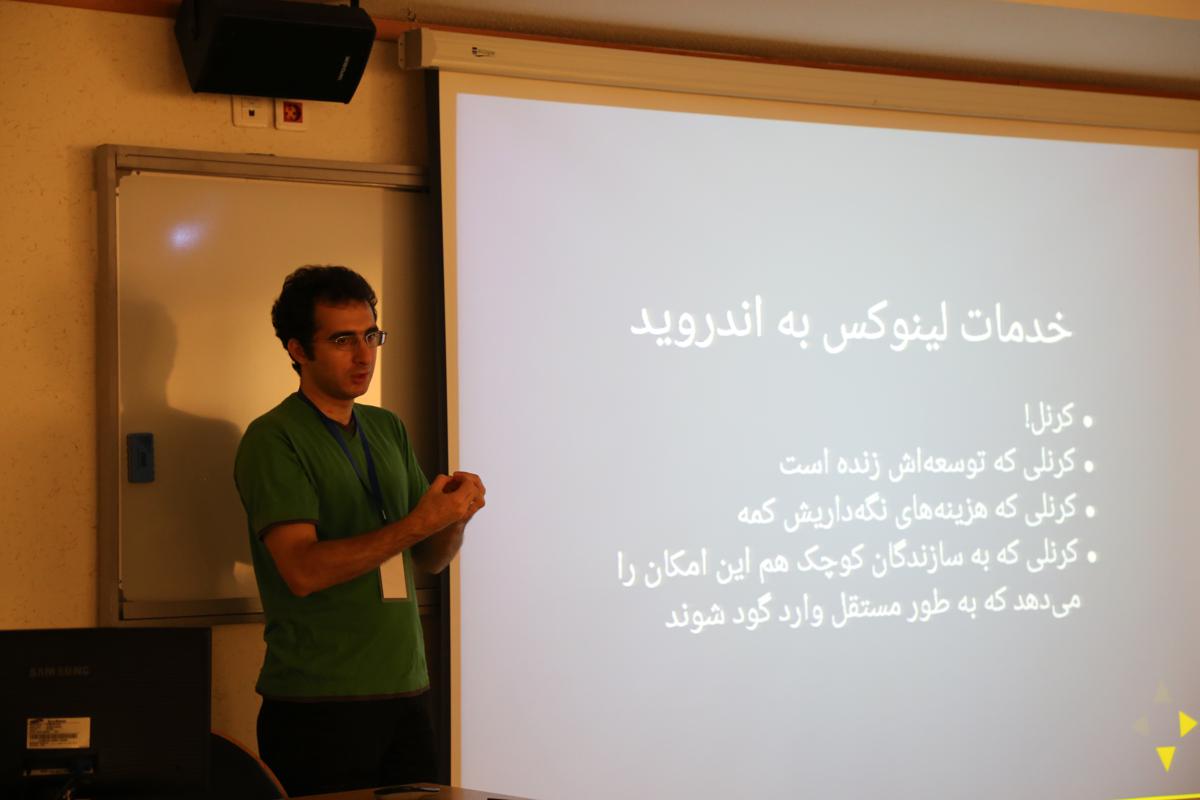 خدمات لینوکس به اندروید
• کرنل!
• کرنلی که توسعه‌اش زنده است
• کرنلی که هزینه‌های نگه‌داریش کمه
• کرنلی که به سازندگان کوچک هم این امکان را
می‌دهد که به طور مستقل وارد گود شوند
SAMSUNG